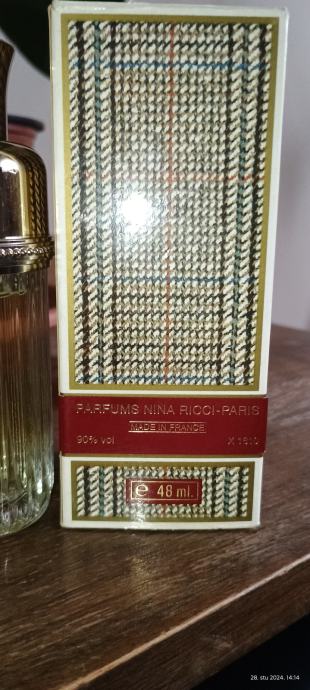 PARFUMS NINA RICCI-PARIS
MADE IN FRANCE
90% vol X 1610
e 48 ml.
28. stu 2024. 14:14